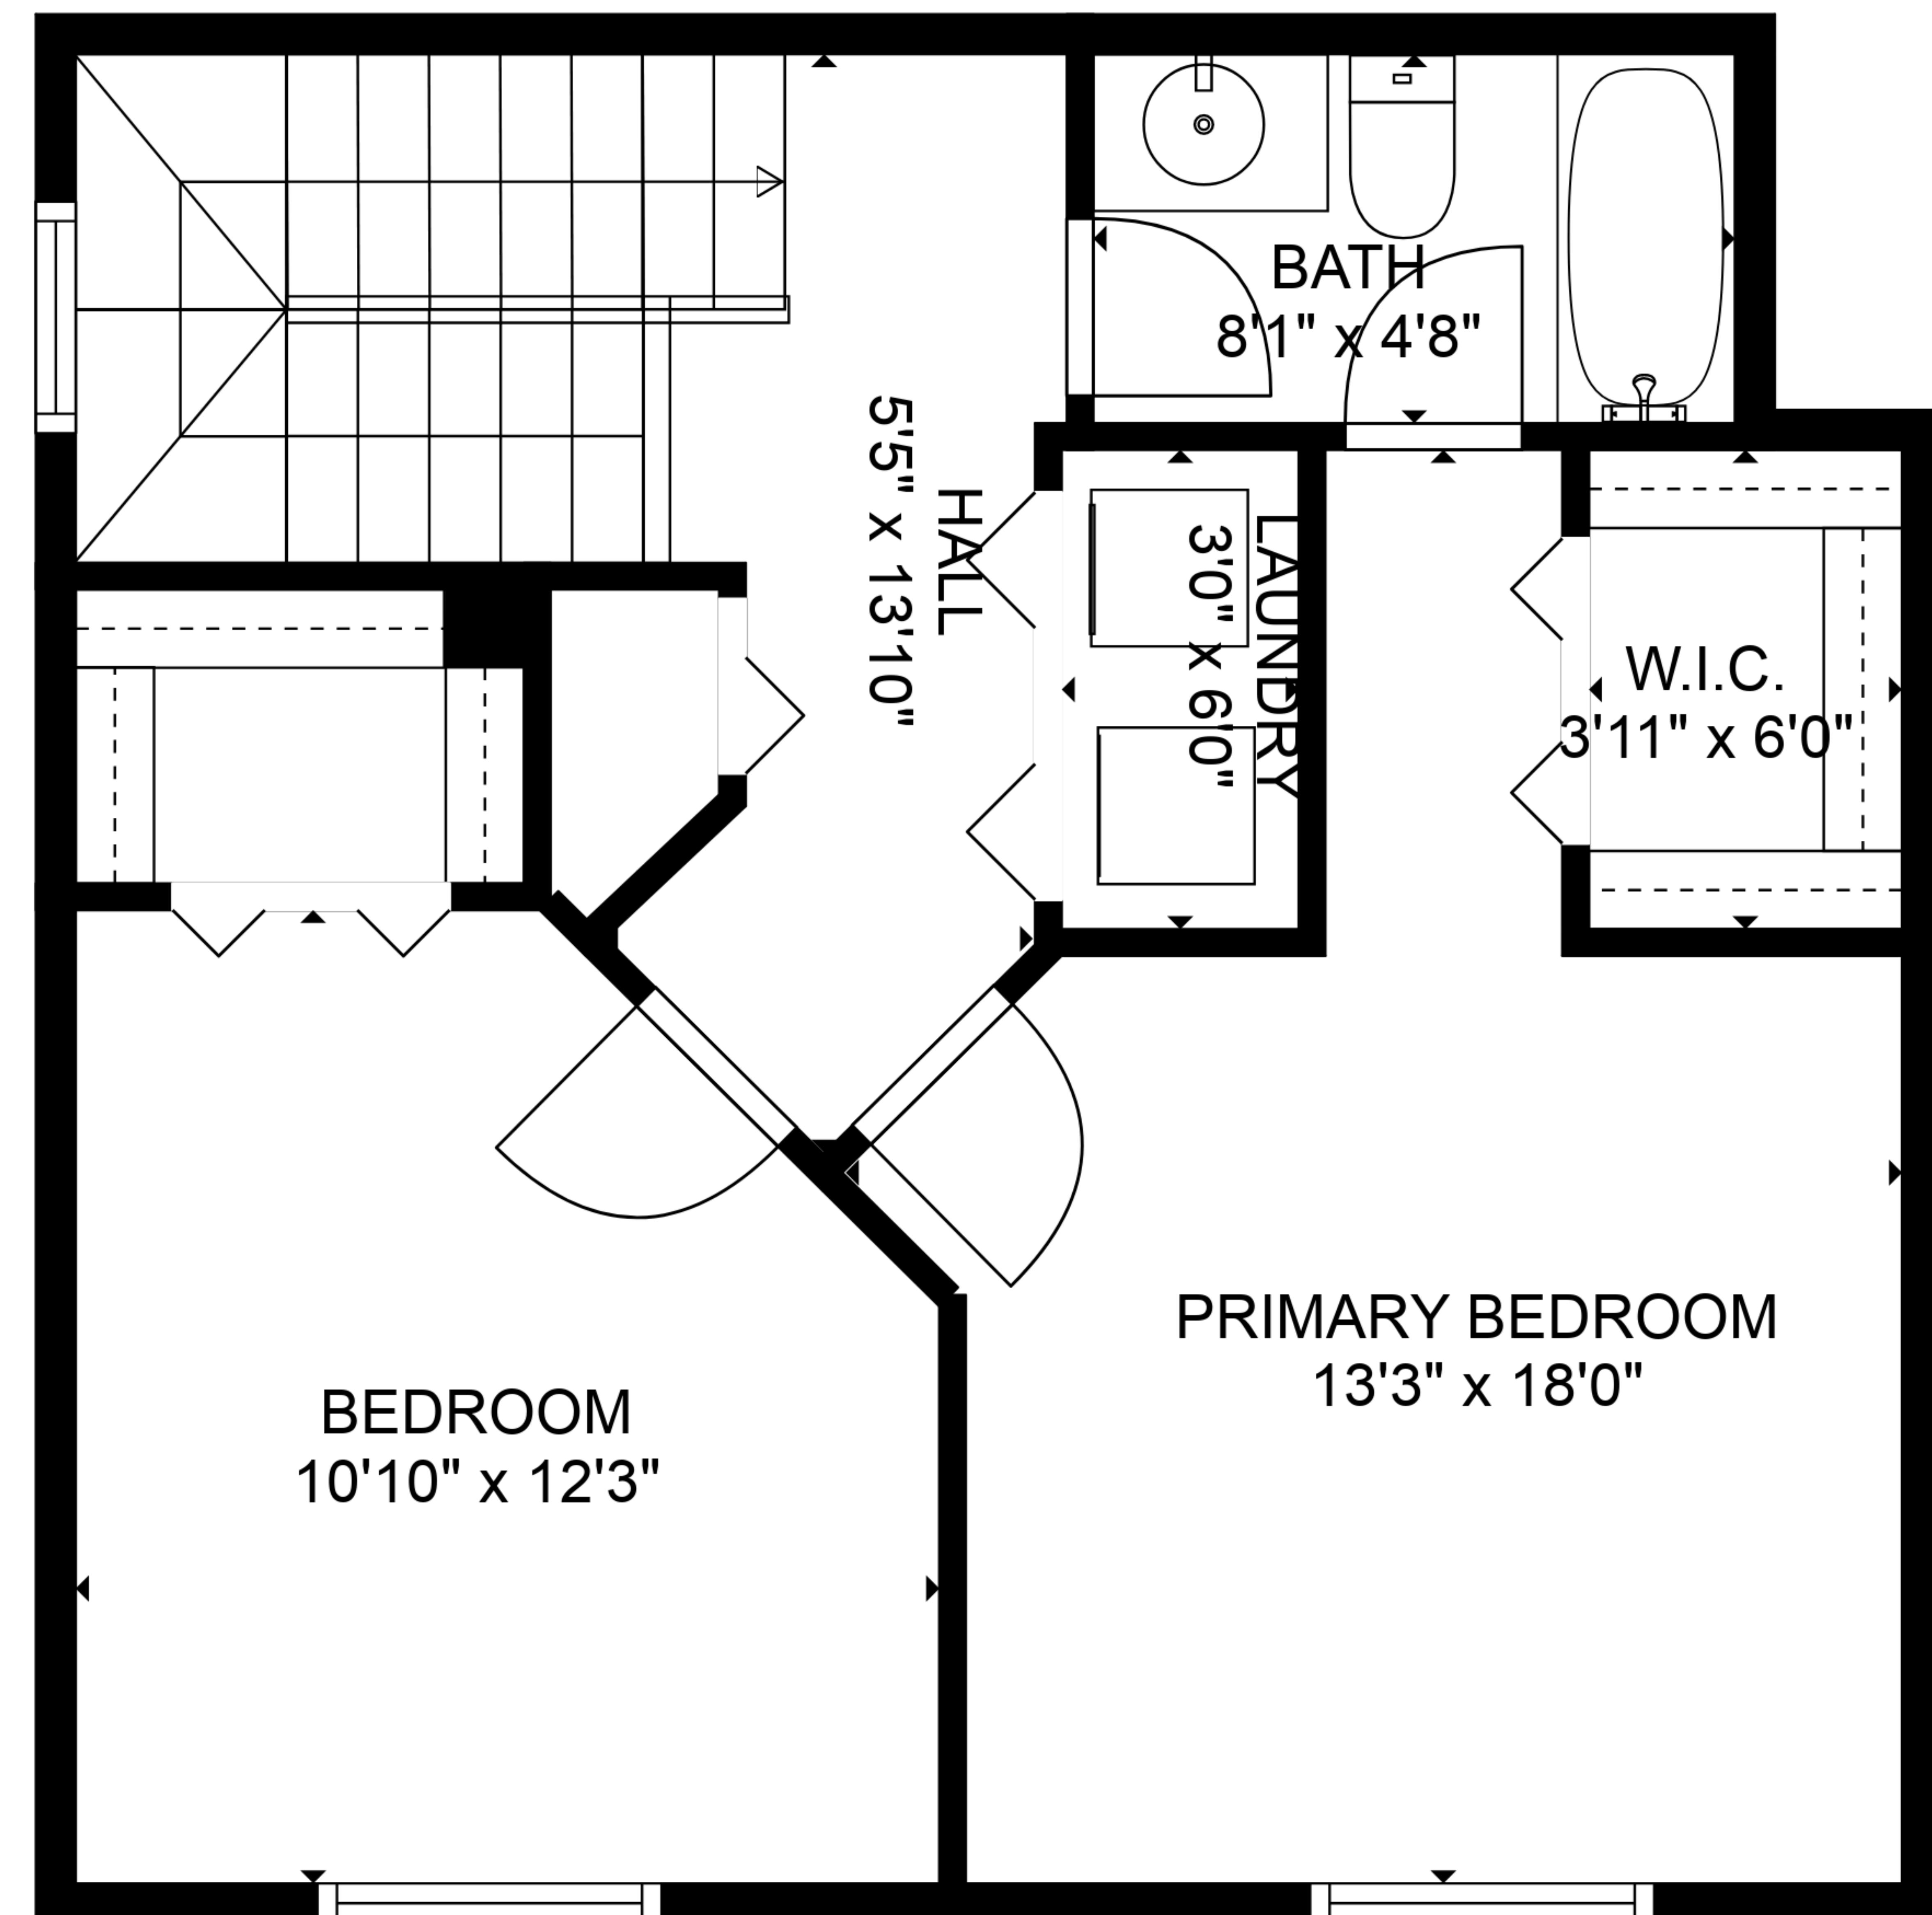 BATH
8'1" x 4'8"
HALL
5'5" x 13'10"
LAUNDRY
3'0" x 6'0"
W.I.C.
3'11" x 6'0"
PRIMARY BEDROOM
13'3" x 18'0"
BEDROOM
10'10" x 12'3"